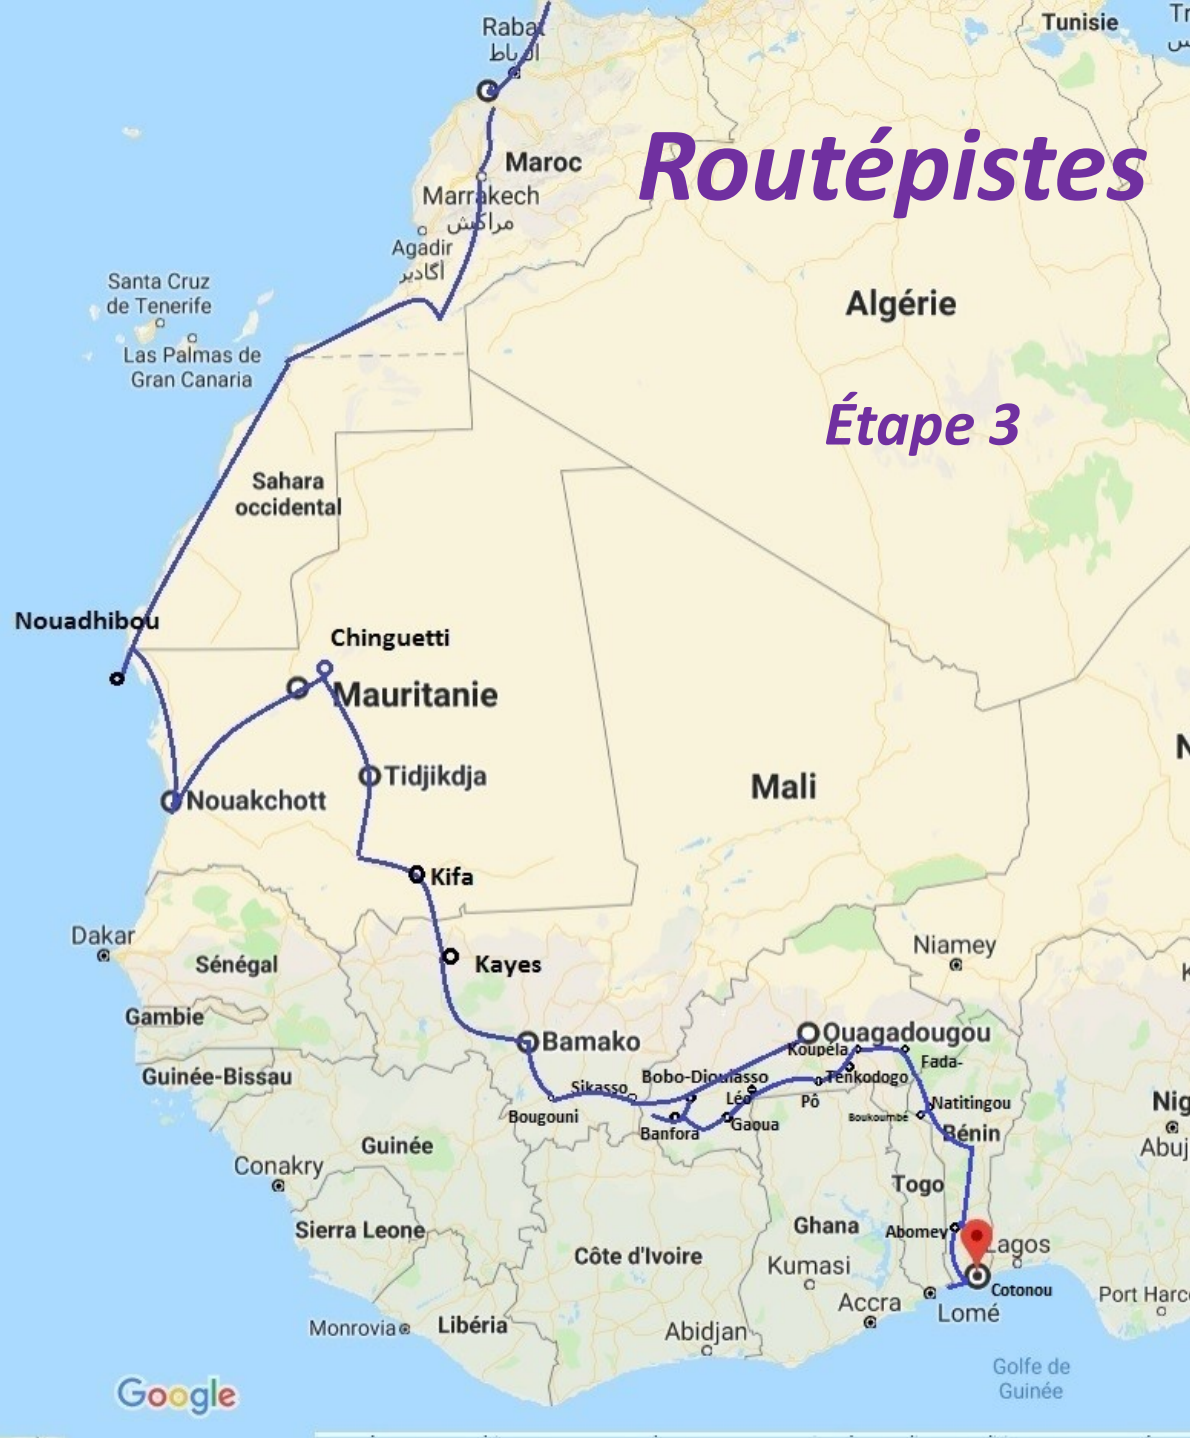 Rabat
الرباط
Tunisie
Maroc
Routépistes
Marrakech
مراكش
Agadir
أكادير
Santa Cruz
de Tenerife
Algérie
Las Palmas de
Gran Canaria
Étape 3
Sahara
occidental
Nouadhibou
Chinguetti
Mauritanie
Tidjikdja
Mali
Nouakchott
Kifa
Dakar
Sénégal
Kayes
Niamey
Gambie
Bamako
Ouagadougou
Koupéla
Fada-
Guinée-Bissau
Sikasso
Bobo-Dioulasso
Tenkodogo
Léo
Pô
Natitingou
Nig
Bougouni
Banfora
Gaoua
Boukoumbé
Bénin
Abuj
Guinée
Conakry
Togo
Sierra Leone
Côte d'Ivoire
Ghana
Abomey
Lagos
Kumasi
Cotonou
Accra
Lomé
Port Harc
Monrovia
Libéria
Abidjan
Golfe de
Guinée
Google